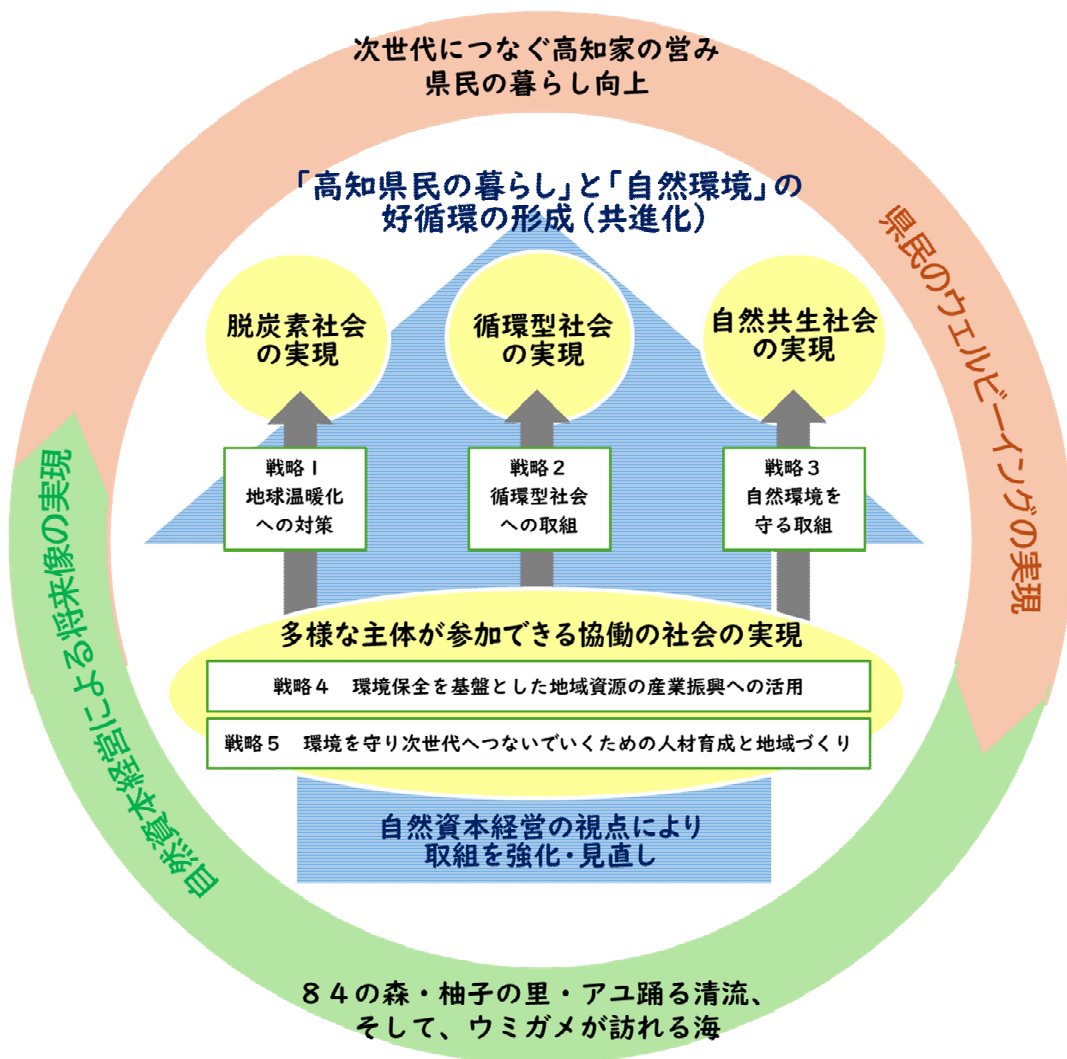 次世代につなぐ高知家の営み
県民の暮らし向上
「高知県民の暮らし」と「自然環境」の
好循環の形成(共進化)
県民のウェルビーイングの実現
脱炭素社会
の実現
循環型社会
の実現
自然共生社会
の実現
戦略1
地球温暖化
への対策
戦略2
循環型社会
への取組
戦略3
自然環境を
守る取組
自然資本経営による将来像の実現
多様な主体が参加できる協働の社会の実現
戦略4 環境保全を基盤とした地域資源の産業振興への活用
戦略5 環境を守り次世代へつないでいくための人材育成と地域づくり
自然資本経営の視点により
取組を強化・見直し
84の森・柚子の里・アユ踊る清流、
そして、ウミガメが訪れる海